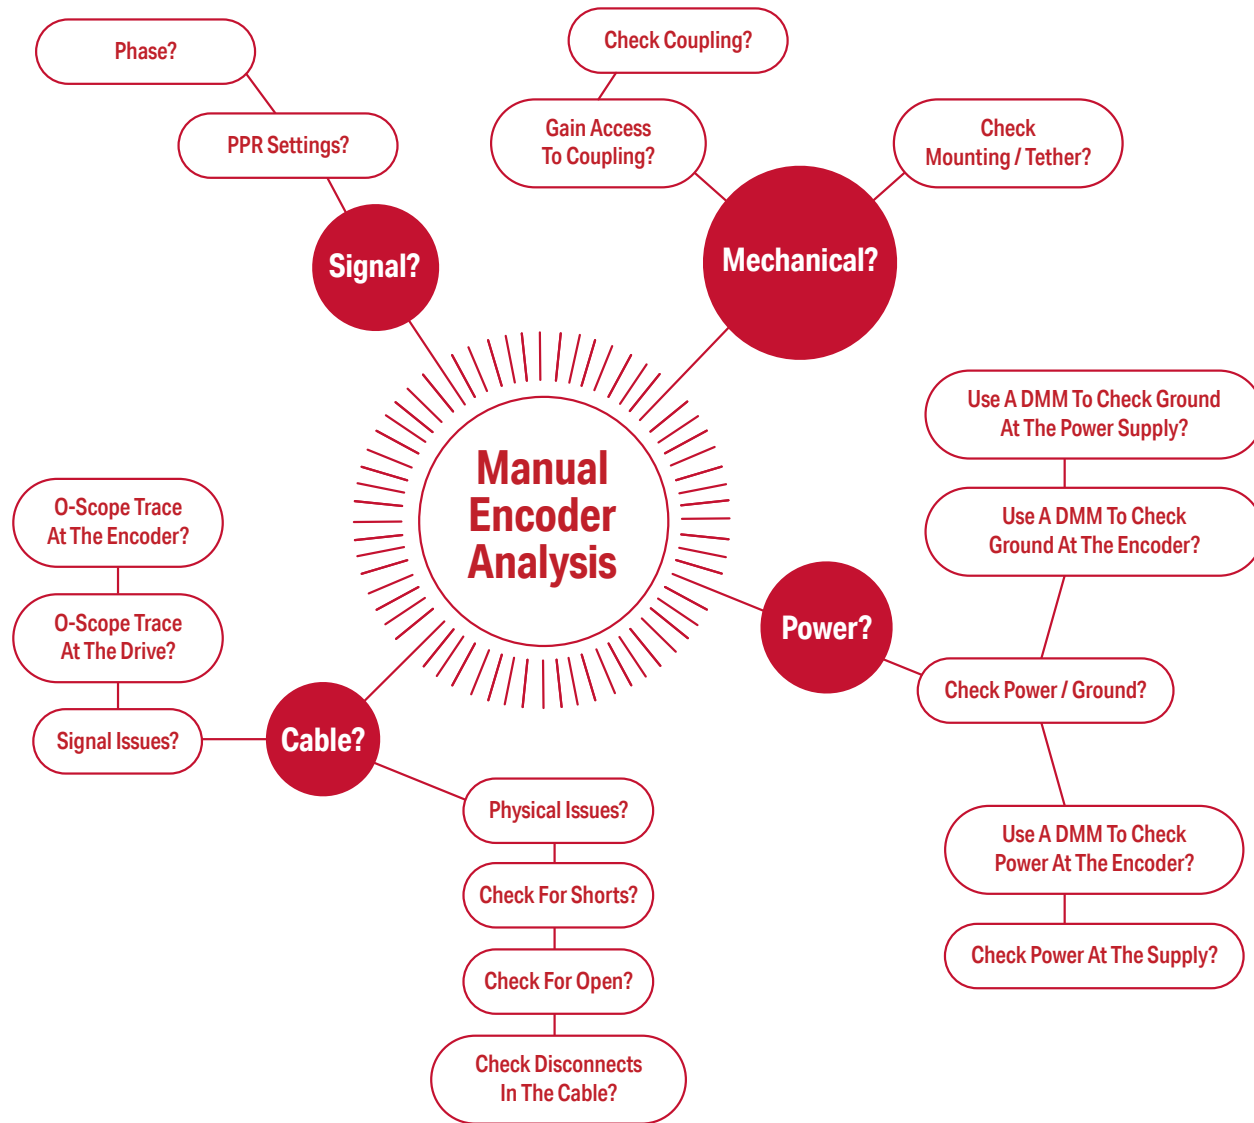 Phase?
PPR Settings?
Signal?
Check Coupling?
Gain Access
To Coupling?
Check
Mounting / Tether?
Mechanical?
Manual
Encoder
Analysis
Use A DMM To Check Ground
At The Power Supply?
Use A DMM To Check
Ground At The Encoder?
Power?
Check Power / Ground?
Use A DMM To Check
Power At The Encoder?
Check Power At The Supply?
O-Scope Trace
At The Encoder?
O-Scope Trace
At The Drive?
Signal Issues?
Cable?
Physical Issues?
Check For Shorts?
Check For Open?
Check Disconnects
In The Cable?